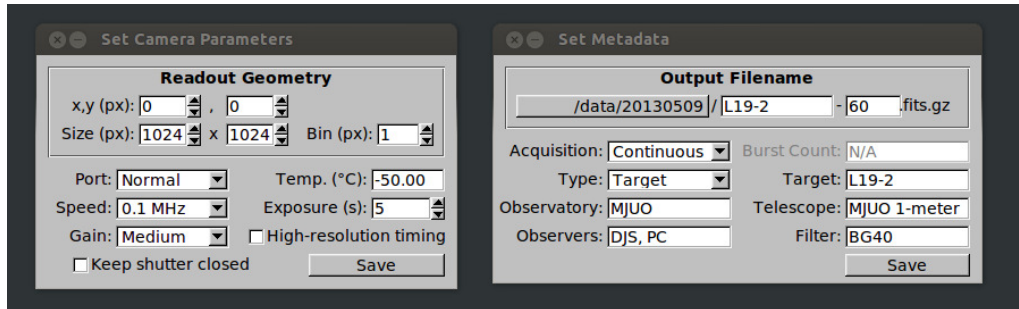 Set Camera Parameters
Readout Geometry
x,y (px): 0 , 0
Size (px): 1024 x 1024 Bin (px): 1
Port: Normal Temp. (°C): -50.00
Speed: 0.1 MHz Exposure (s): 5
Gain: Medium High-resolution timing
Keep shutter closed Save
Set Metadata
Output Filename
/data/20130509 / L19-2 - 60 .fits.gz
Acquisition: Continuous Burst Count: N/A
Type: Target Target: L19-2
Observatory: MJUO Telescope: MJUO 1-meter
Observers: DJS, PC Filter: BG40
Save